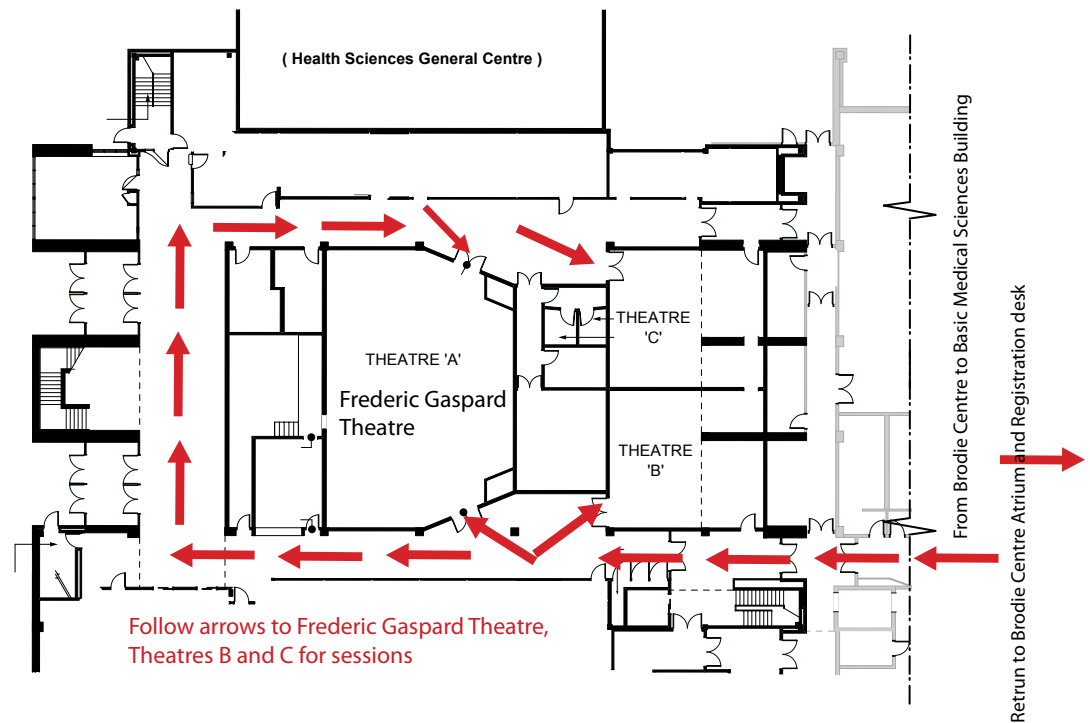 ( Health Sciences General Centre )
THEATRE 'A'
Frederic Gaspard
Theatre
THEATRE
'C'
THEATRE
'B'
From Brodie Centre to Basic Medical Sciences Building
Retrun to Brodie Centre Atrium and Registration desk
Follow arrows to Frederic Gaspard Theatre,
Theatres B and C for sessions